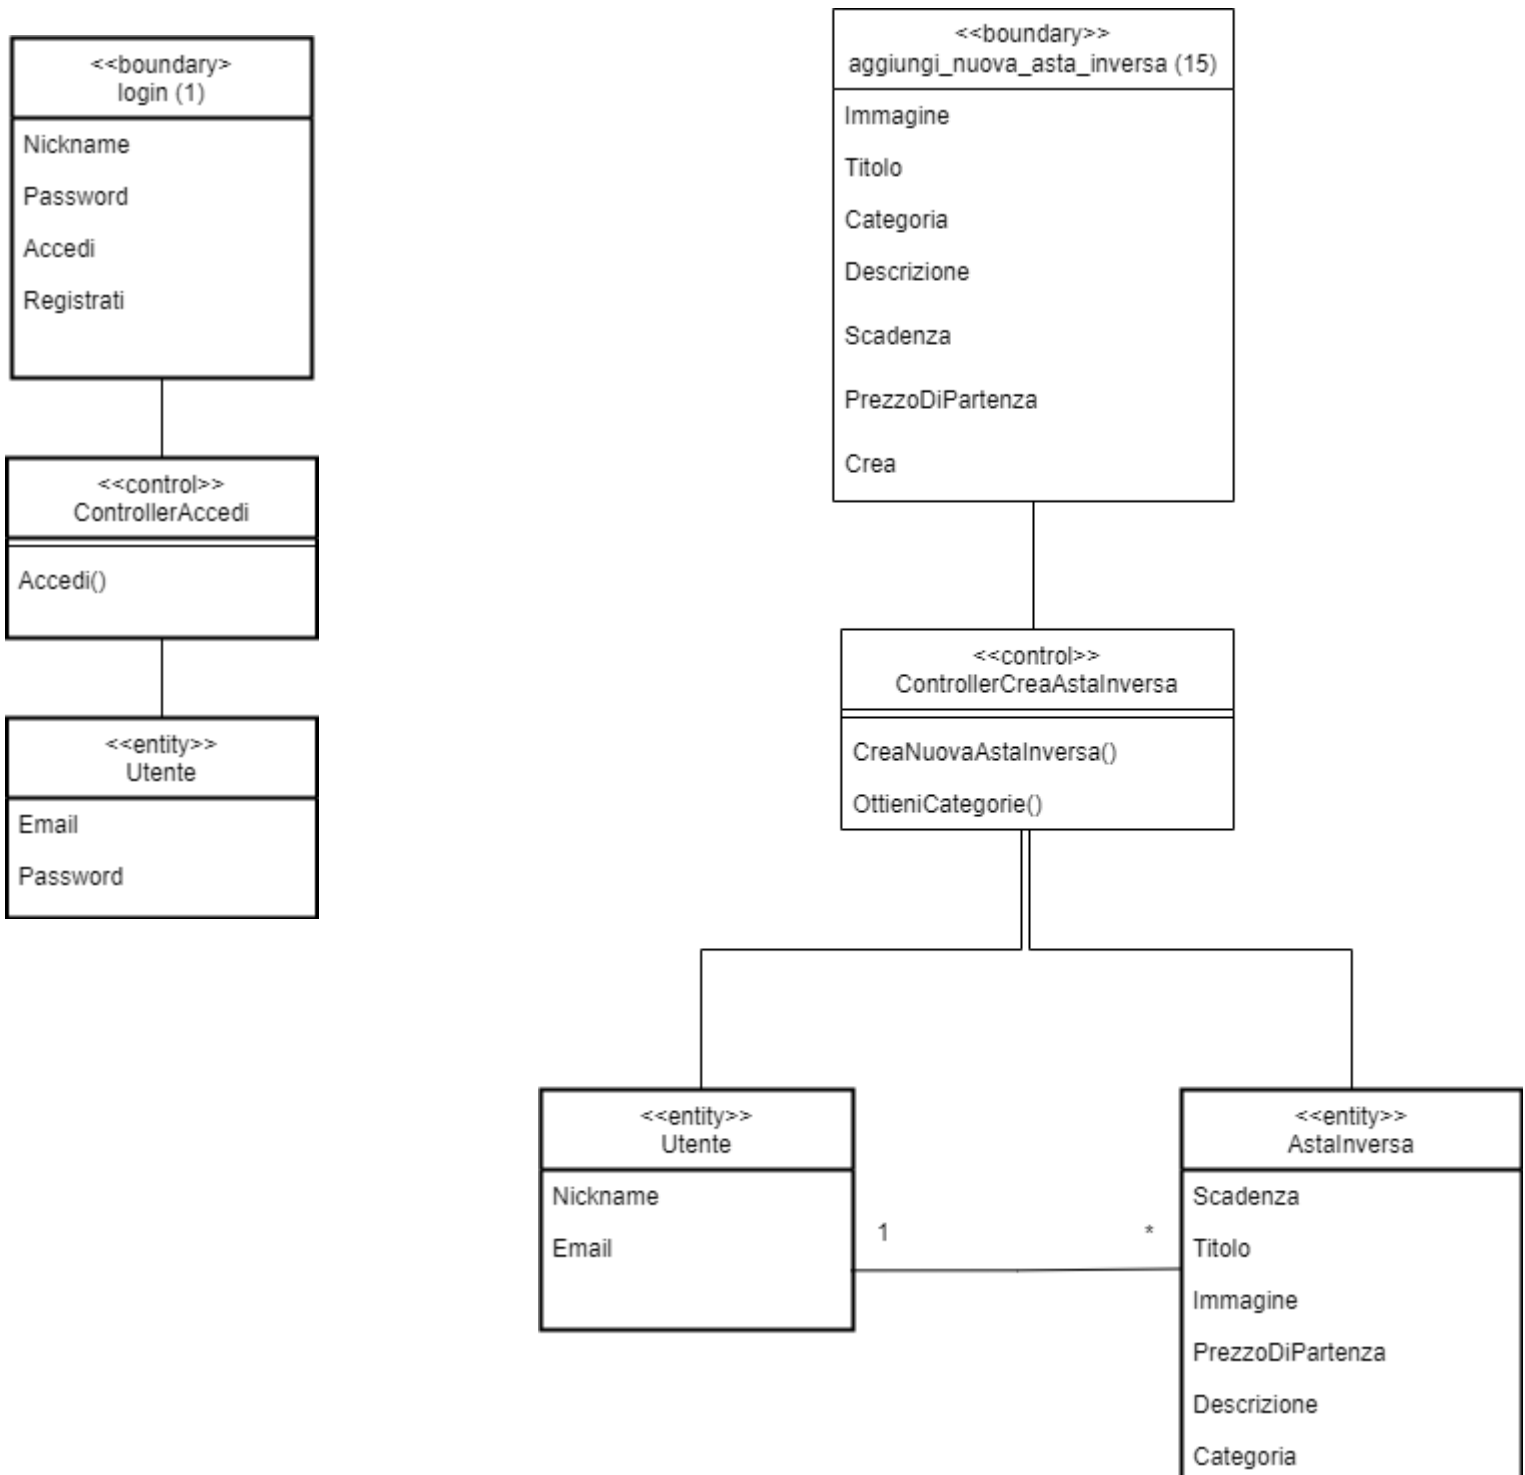 <<boundary>
login (1)
Nickname
Password
Accedi
Registrati
<<control>>
ControllerAccedi
Accedi()
<<entity>>
Utente
Email
Password
<<boundary>>
aggiungi_nuova_asta_inversa (15)
Immagine
Titolo
Categoria
Descrizione
Scadenza
PrezzoDiPartenza
Crea
<<control>>
ControllerCreaAstaInversa
CreaNuovaAstaInversa()
OttieniCategorie()
<<entity>>
Utente
Nickname
Email
1
*
<<entity>>
AstaInversa
Scadenza
Titolo
Immagine
PrezzoDiPartenza
Descrizione
Categoria